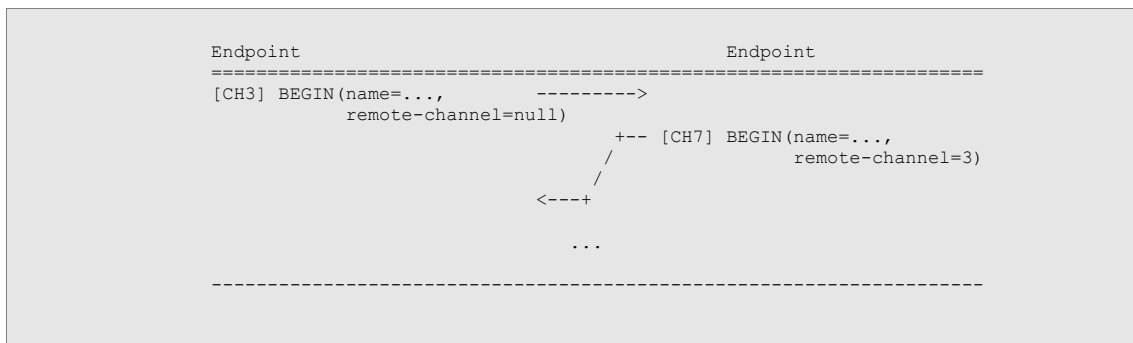 Endpoint                                      Endpoint
=====================================================================
[CH3] BEGIN(name=...,        --------->
            remote-channel=null)
                                    +-- [CH7] BEGIN(name=...,
                                   /                remote-channel=3)
                                  /
                             <---+
                                ...
---------------------------------------------------------------------